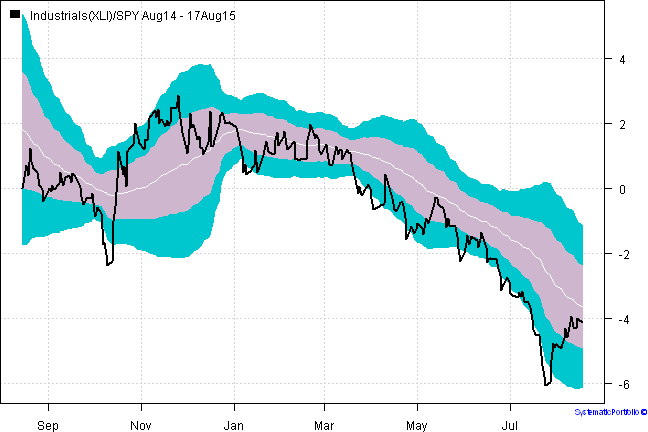 Industrials(XLI)/SPY Aug14 - 17Aug15
4
2
0
-2
-4
-6
Sep Nov Jan Mar May Jul
SystematicPortfolio ©